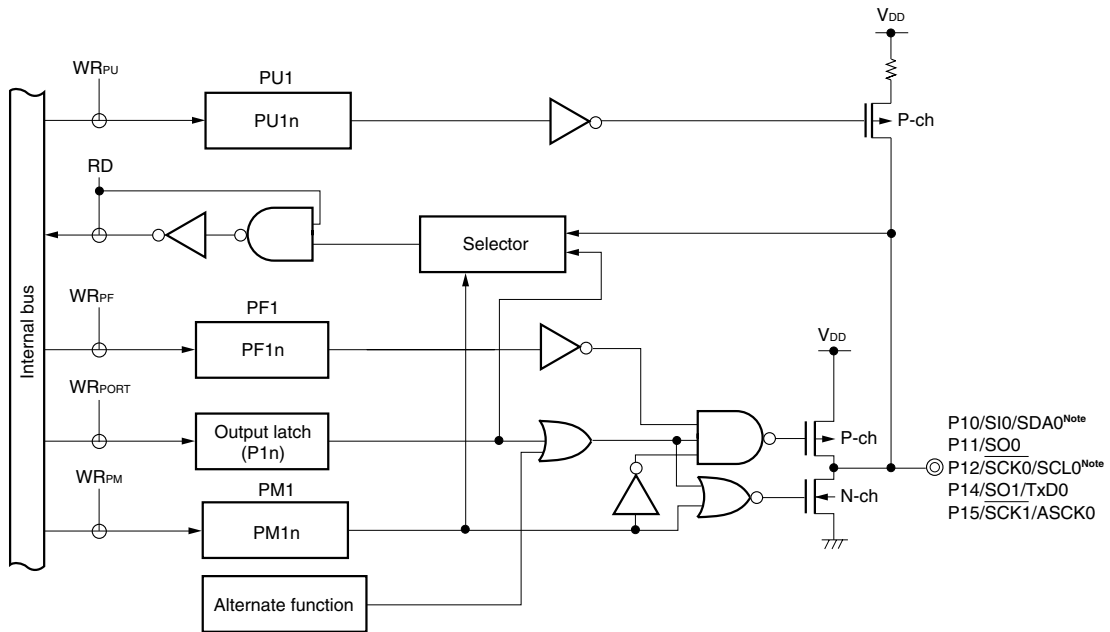 VDD
WRPU
PU1
PU1n
P-ch
RD
Selector
Internal bus
WRPF
PF1
PF1n
VDD
WRPORT
Output latch
(P1n)
P-ch
N-ch
P10/SI0/SDA0Note
P11/SO0
P12/SCK0/SCL0Note
P14/SO1/TxD0
P15/SCK1/ASCK0
WRPM
PM1
PM1n
Alternate function